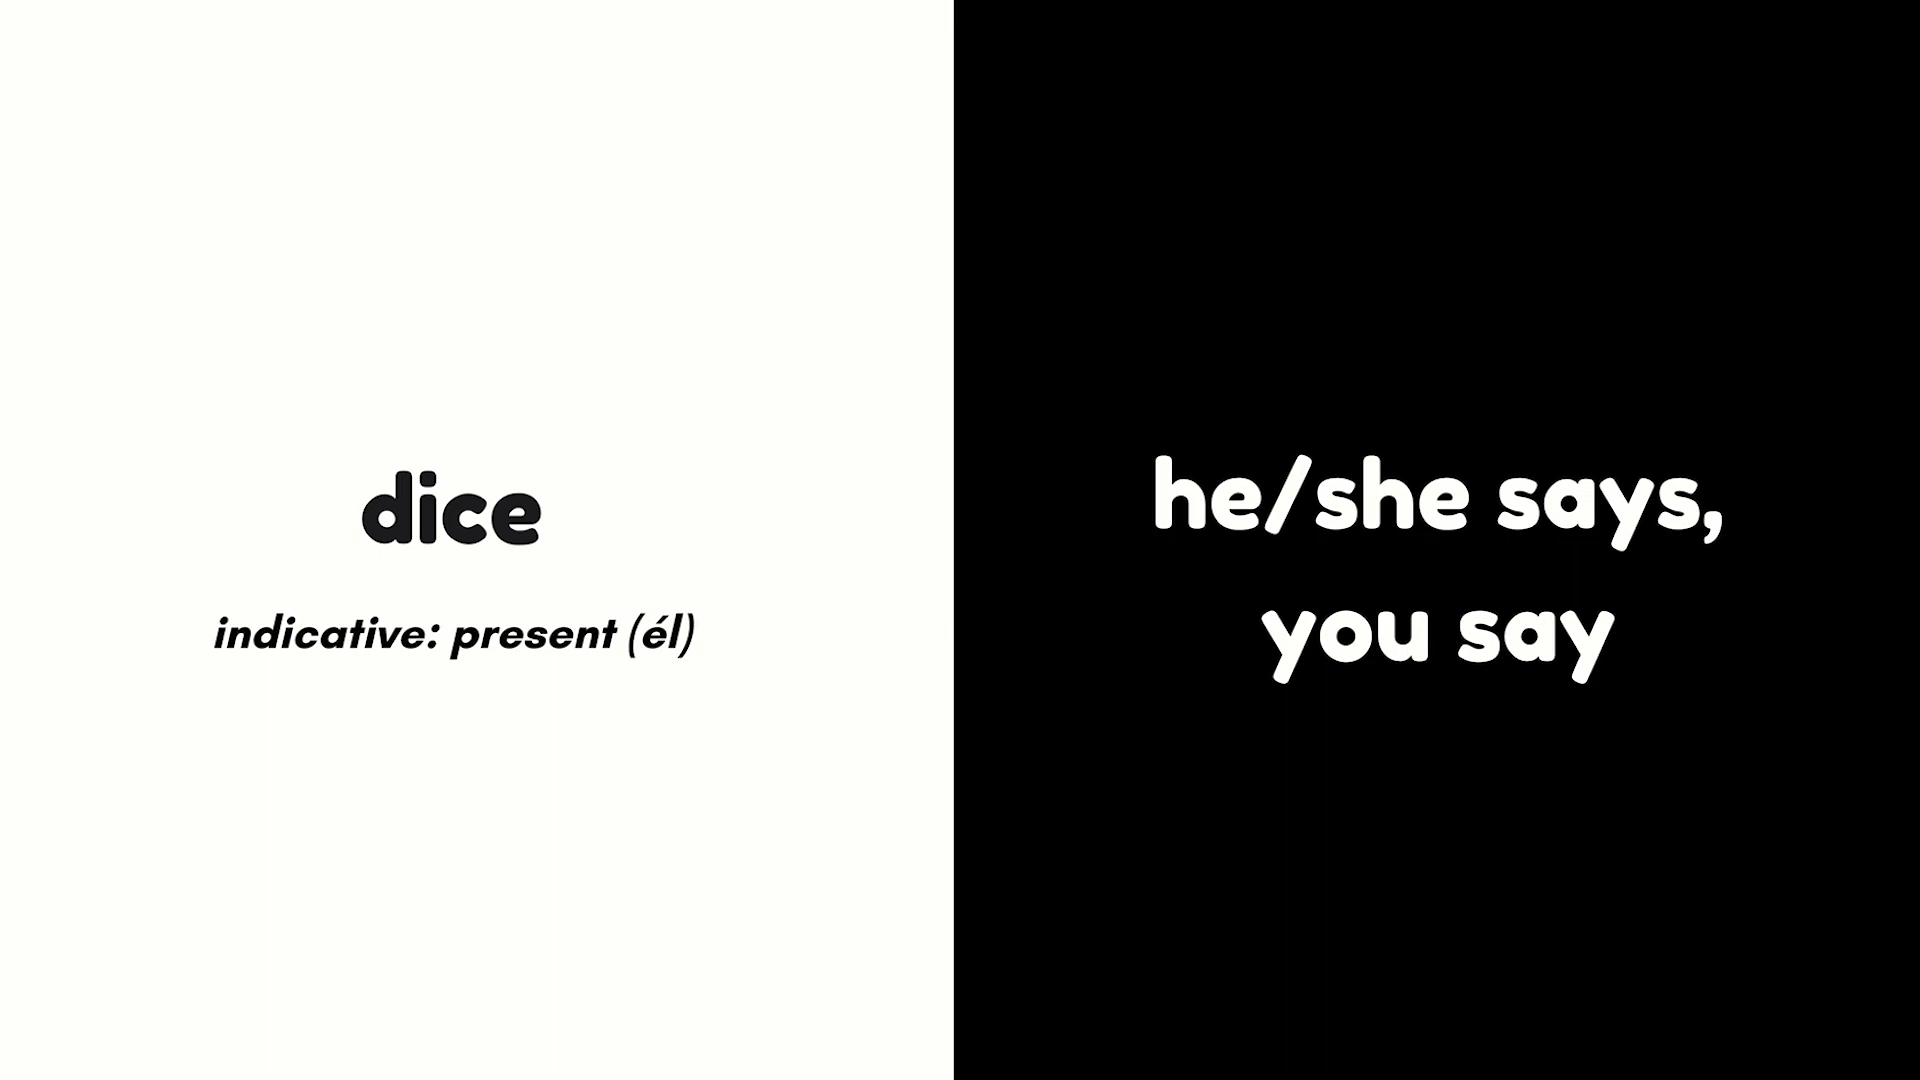 dice
indicative: present (él)
he/she says,
you say